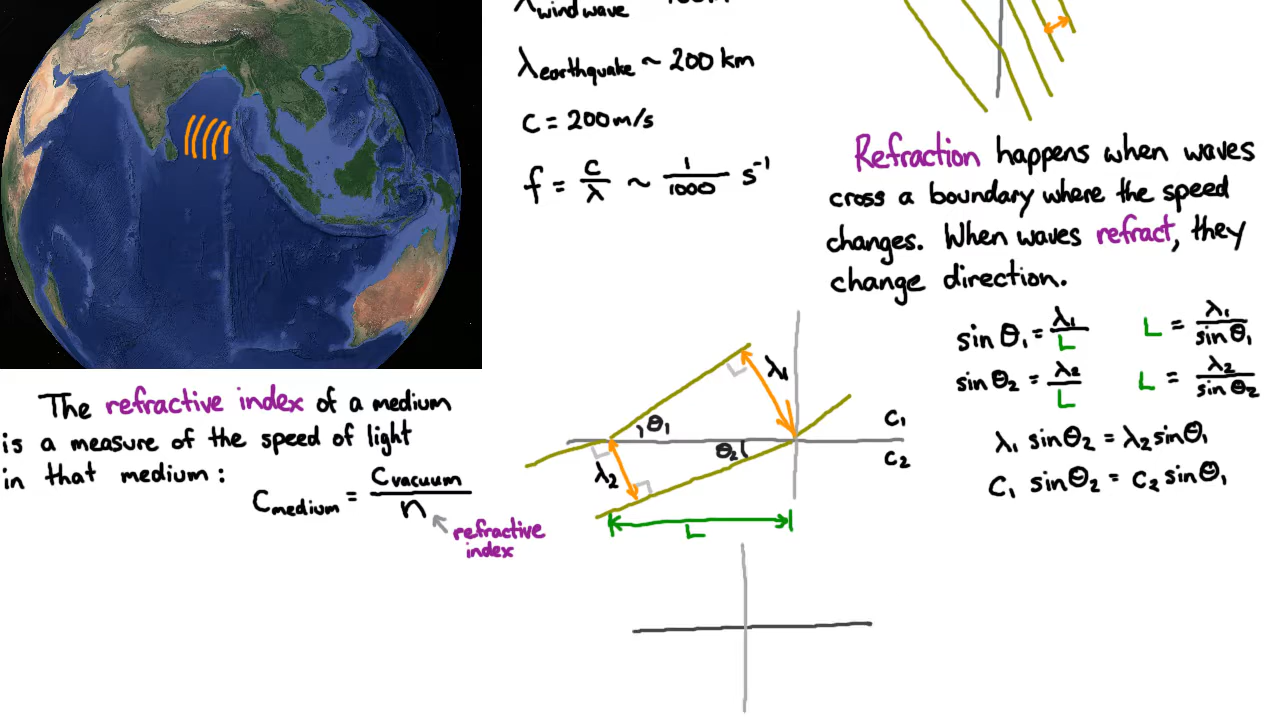 λwind wave
λearthquake ~ 200 km
c = 200 m/s
f = c/λ ~ 1/1000 s⁻¹
Refraction happens when waves
cross a boundary where the speed
changes. When waves refract, they
change direction.
sin θ₁ = λ₁/L    L = λ₁/sin θ₁
sin θ₂ = λ₂/L    L = λ₂/sin θ₂
λ₁ sin θ₂ = λ₂ sin θ₁
C₁ sin θ₂ = C₂ sin θ₁
λ₁
θ₁
C₁
θ₂
C₂
λ₂
L
The refractive index of a medium
is a measure of the speed of light
in that medium:
Cmedium = Cvacuum/n
refractive
index